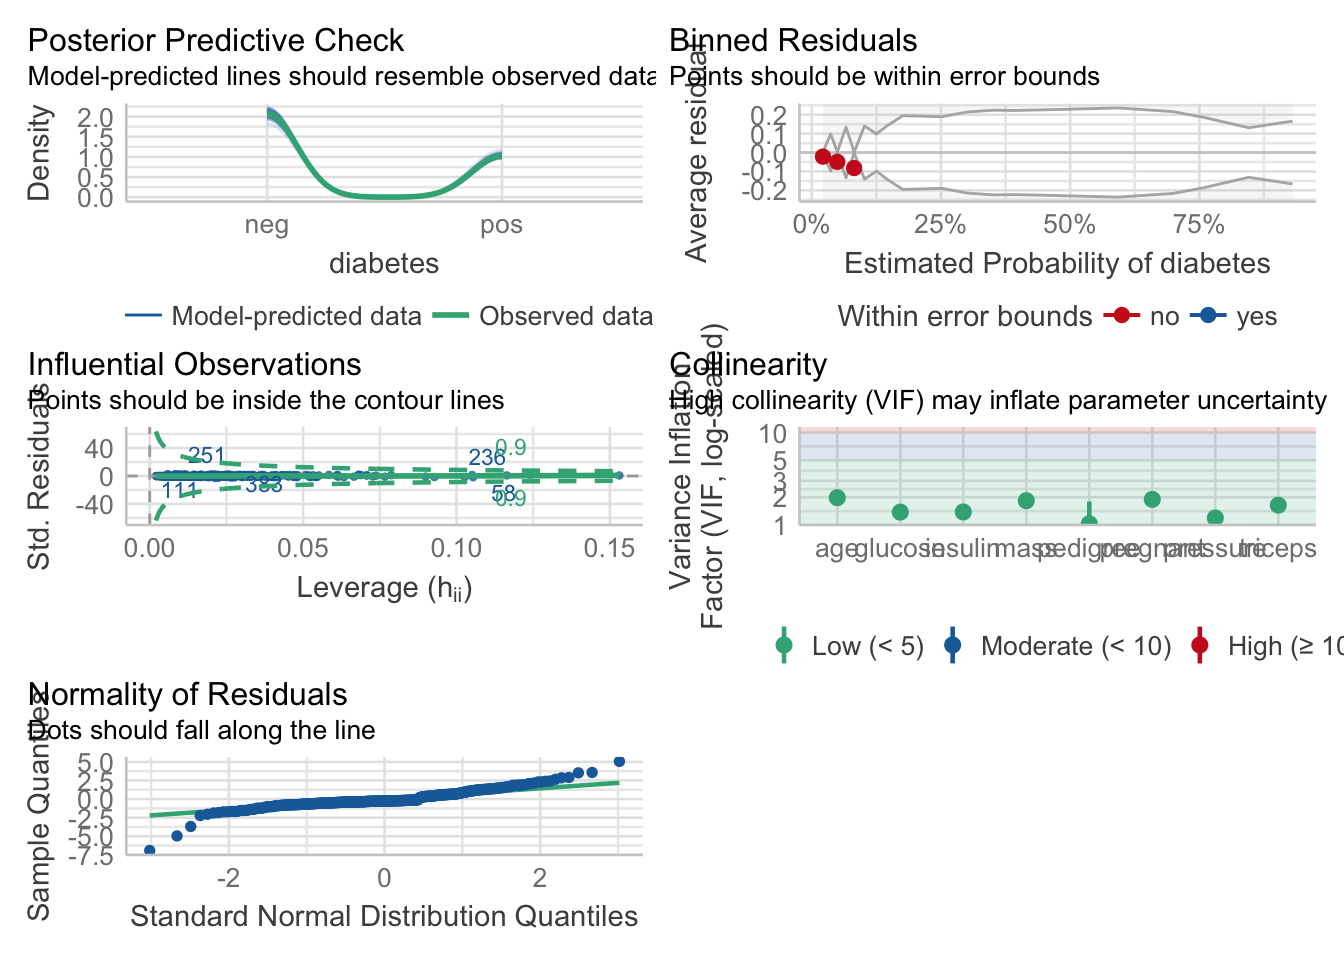 Posterior Predictive Check
Model-predicted lines should resemble observed data
Density
2.0
1.5
1.0
0.5
0.0
neg pos
diabetes
Model-predicted data Observed data
Binned Residuals
Points should be within error bounds
Average residual
0.2
0.1
0.0
-0.1
-0.2
0% 25% 50% 75%
Estimated Probability of diabetes
Within error bounds no yes
Influential Observations
Points should be inside the contour lines
Std. Residuals
40
0
-40
251
111
383
236
58
0.9
0.9
0.00 0.05 0.10 0.15
Leverage (hii)
Collinearity
High collinearity (VIF) may inflate parameter uncertainty
Variance Inflation
Factor (VIF, log-scaled)
10
5
3
2
1
age glucose insulin mass pedigree pregnant pressure triceps
Low (< 5) Moderate (< 10) High (≥ 10
Normality of Residuals
Dots should fall along the line
Sample Quantiles
5.0
2.5
0.0
-2.5
-5.0
-7.5
-2 0 2
Standard Normal Distribution Quantiles